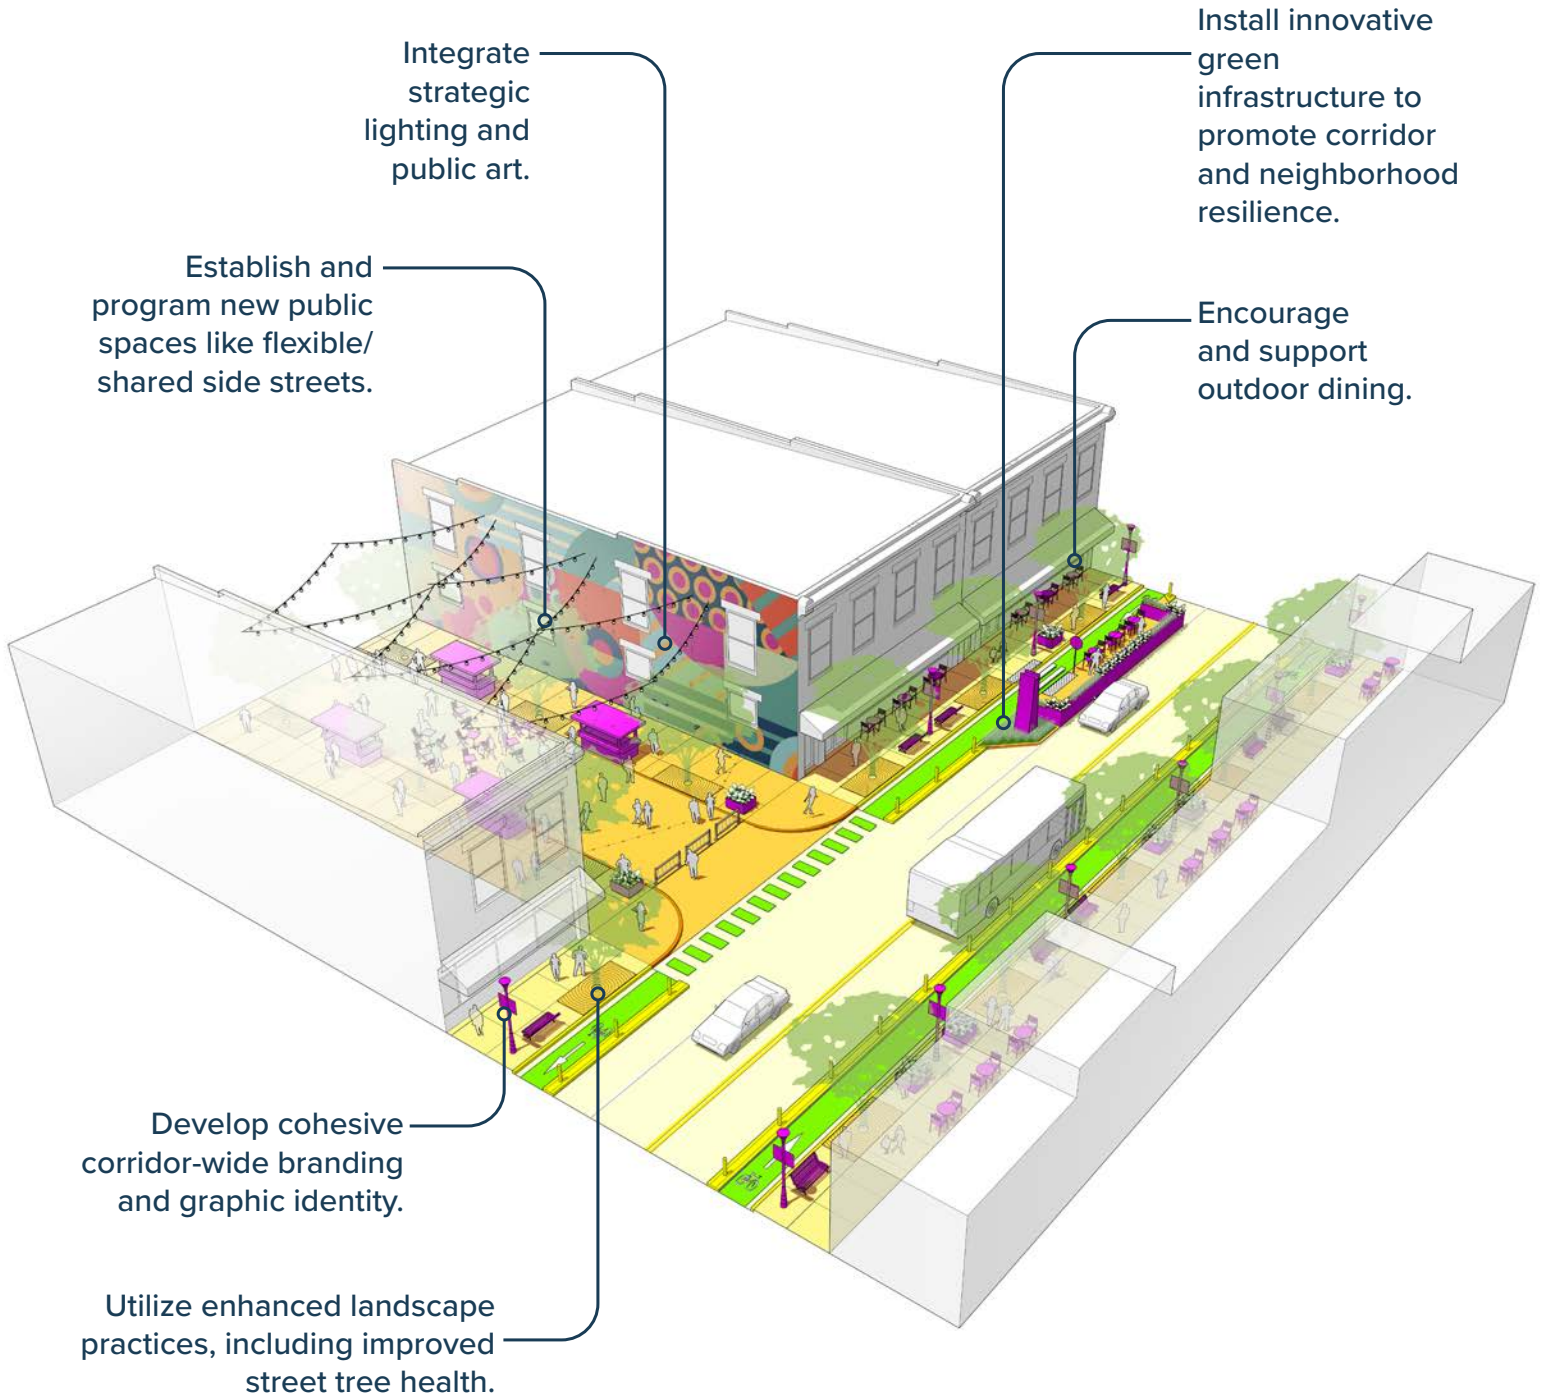 Integrate
strategic
lighting and
public art.
Install innovative
green
infrastructure to
promote corridor
and neighborhood
resilience.
Establish and
program new public
spaces like flexible/
shared side streets.
Encourage
and support
outdoor dining.
Develop cohesive
corridor-wide branding
and graphic identity.
Utilize enhanced landscape
practices, including improved
street tree health.